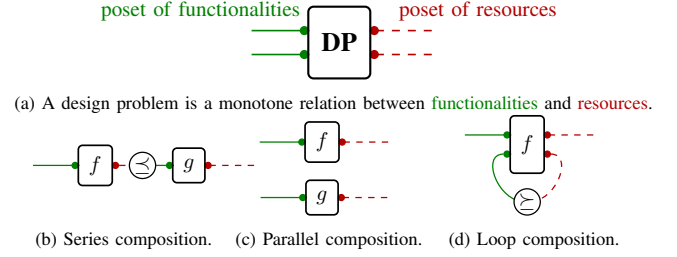 poset of functionalities poset of resources
DP
(a) A design problem is a monotone relation between functionalities and resources.
f ⪯ g
f
g
f
⪰
(b) Series composition. (c) Parallel composition. (d) Loop composition.